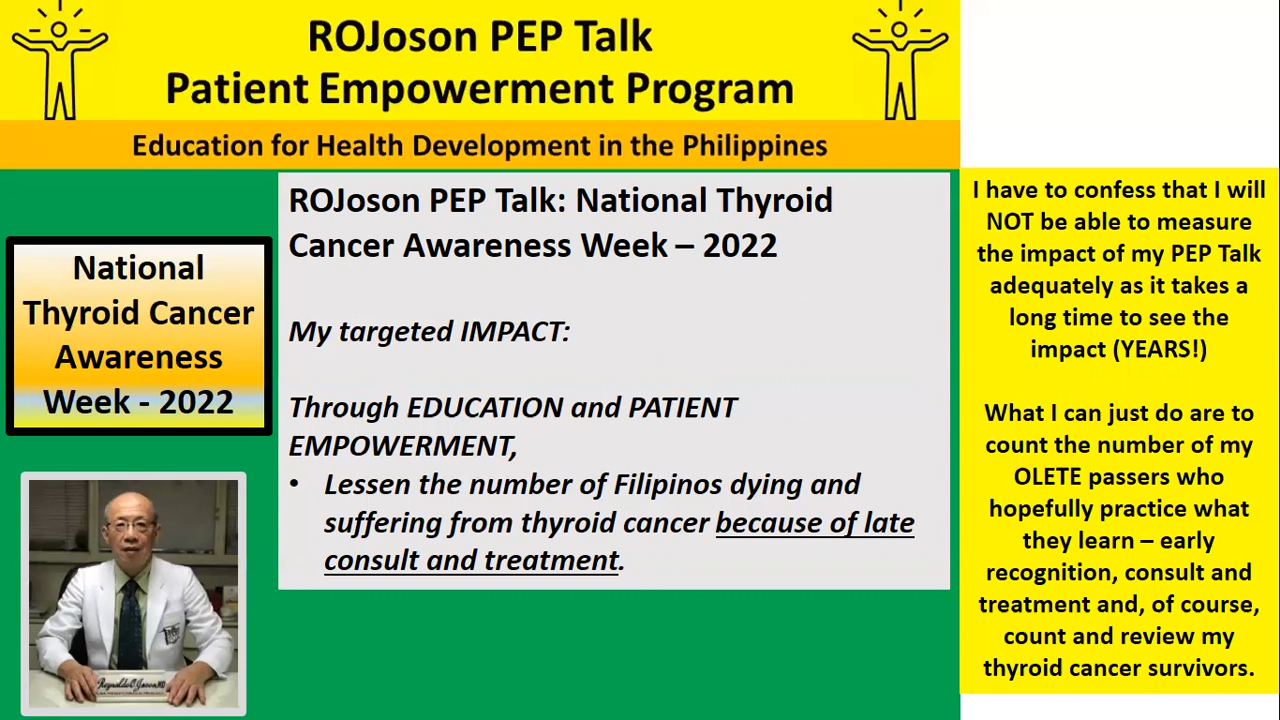 ROJoson PEP Talk
Patient Empowerment Program
Education for Health Development in the Philippines
National
Thyroid Cancer
Awareness
Week - 2022
ROJoson PEP Talk: National Thyroid
Cancer Awareness Week – 2022
My targeted IMPACT:
Through EDUCATION and PATIENT
EMPOWERMENT,
• Lessen the number of Filipinos dying and
suffering from thyroid cancer because of late
consult and treatment.
I have to confess that I will
NOT be able to measure
the impact of my PEP Talk
adequately as it takes a
long time to see the
impact (YEARS!)
What I can just do are to
count the number of my
OLETE passers who
hopefully practice what
they learn – early
recognition, consult and
treatment and, of course,
count and review my
thyroid cancer survivors.